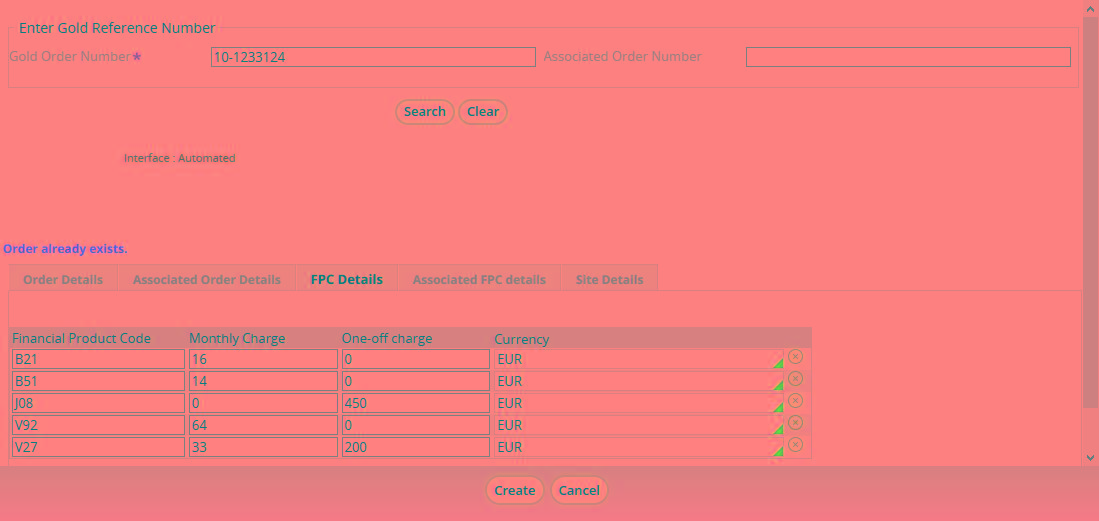 Enter Gold Reference Number
Gold Order Number* 10-1233124 Associated Order Number
Search Clear
Interface : Automated
Order already exists.
Order Details Associated Order Details FPC Details Associated FPC details Site Details
Financial Product Code Monthly Charge One-off charge Currency
B21 16 0 EUR
B51 14 0 EUR
J08 0 450 EUR
V92 64 0 EUR
V27 33 200 EUR
Create Cancel